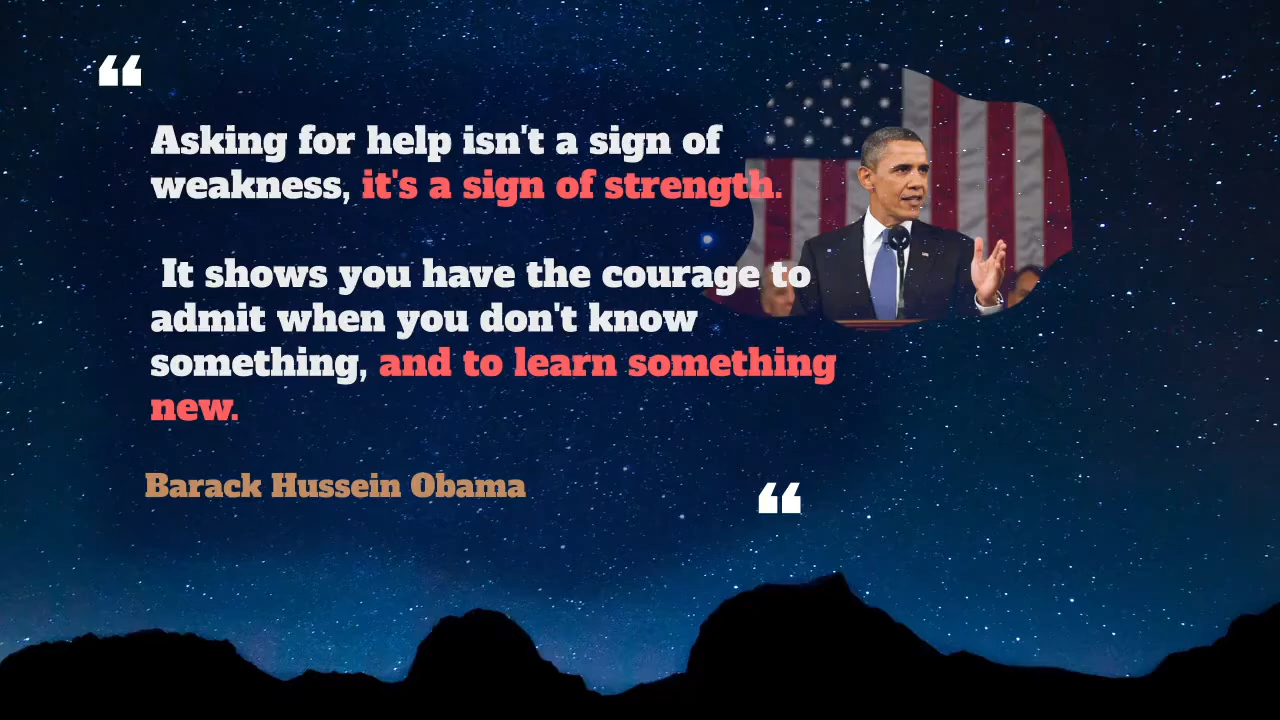 ❝
Asking for help isn't a sign of
weakness, it's a sign of strength.
It shows you have the courage to
admit when you don't know
something, and to learn something
new.
Barack Hussein Obama
❝